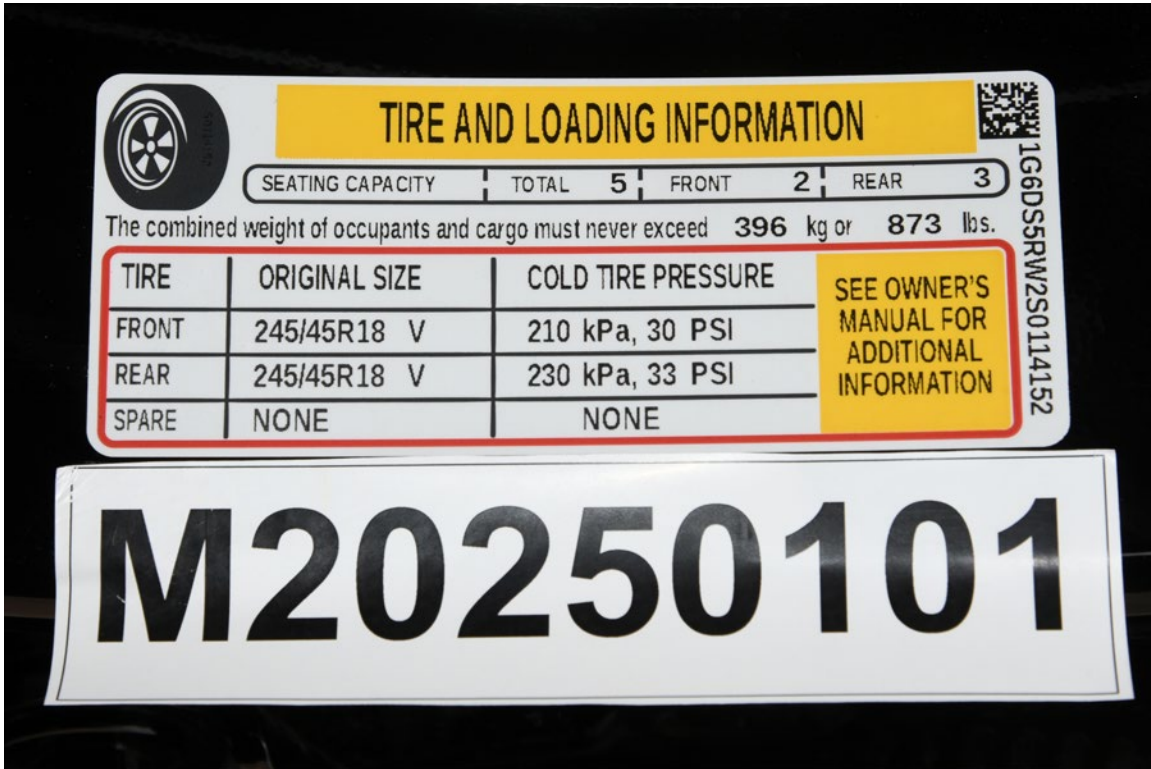 TIRE AND LOADING INFORMATION
SEATING CAPACITY TOTAL 5 FRONT 2 REAR 3
The combined weight of occupants and cargo must never exceed 396 kg or 873 lbs.
TIRE ORIGINAL SIZE COLD TIRE PRESSURE
FRONT 245/45R18 V 210 kPa, 30 PSI
REAR 245/45R18 V 230 kPa, 33 PSI
SPARE NONE NONE
SEE OWNER'S
MANUAL FOR
ADDITIONAL
INFORMATION
1G6DS5RW2S0114152
M20250101